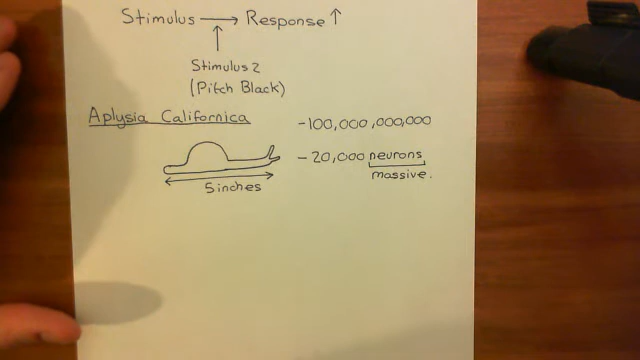 Stimulus → Response ↑
Stimulus 2
(Pitch Black)
Aplysia Californica
-100,000,000,000
- 20,000 neurons
massive.
5 inches